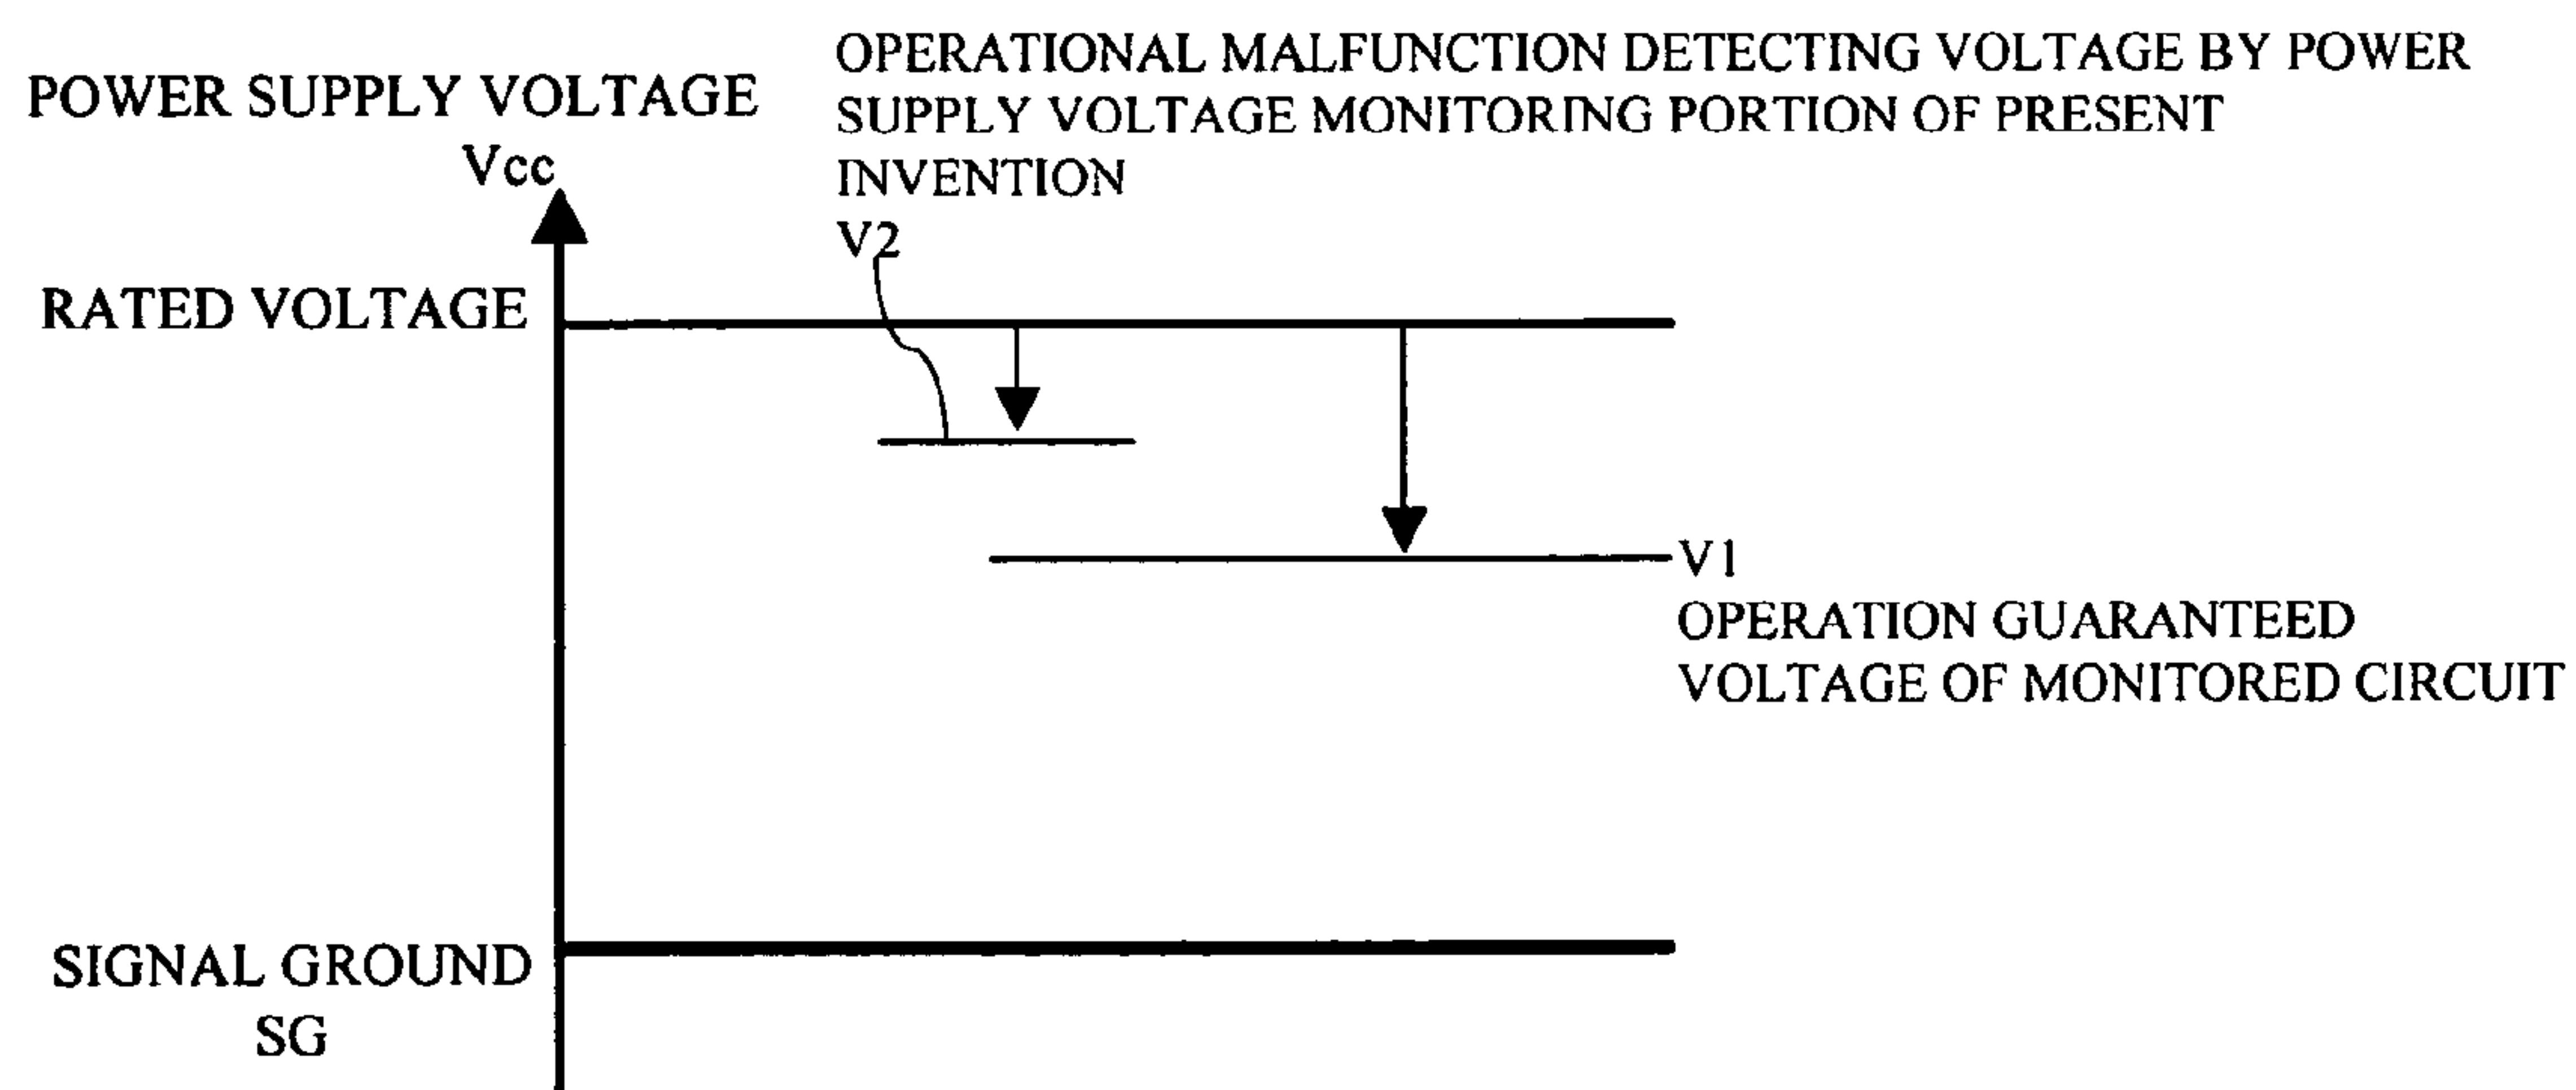 POWER SUPPLY VOLTAGE
Vcc
OPERATIONAL MALFUNCTION DETECTING VOLTAGE BY POWER
SUPPLY VOLTAGE MONITORING PORTION OF PRESENT
INVENTION
V2
RATED VOLTAGE
V1
OPERATION GUARANTEED
VOLTAGE OF MONITORED CIRCUIT
SIGNAL GROUND
SG